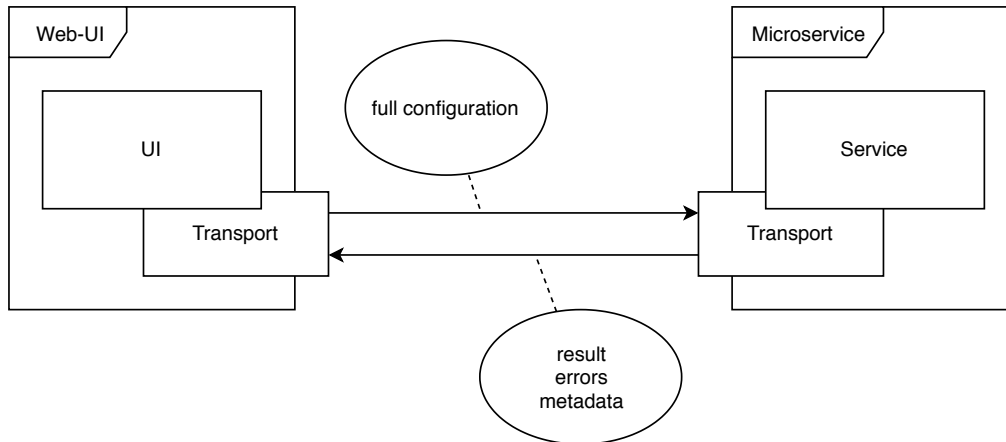 Web-UI
Microservice
full configuration
UI
Service
Transport
Transport
result
errors
metadata